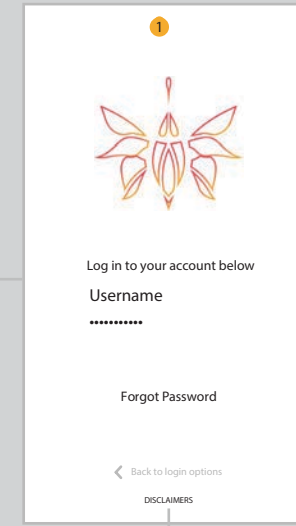 1
Log in to your account below
Username
•••••••••••
Forgot Password
Back to login options
DISCLAIMERS